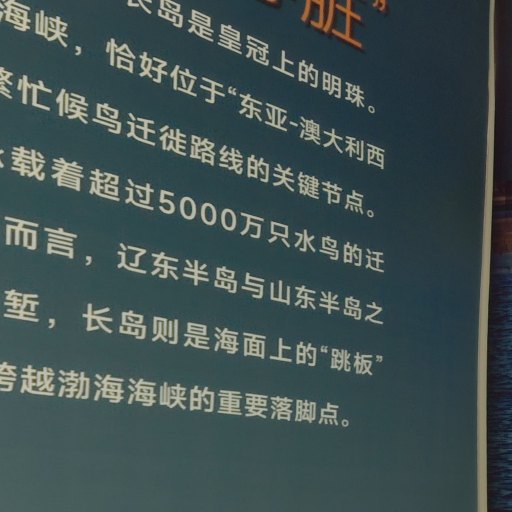 脏”
长岛是皇冠上的明珠。
海峡，恰好位于“东亚-澳大利西
繁忙候鸟迁徙路线的关键节点。
载着超过5000万只水鸟的迁
而言，辽东半岛与山东半岛之
堑，长岛则是海面上的“跳板”
跨越渤海海峡的重要落脚点。